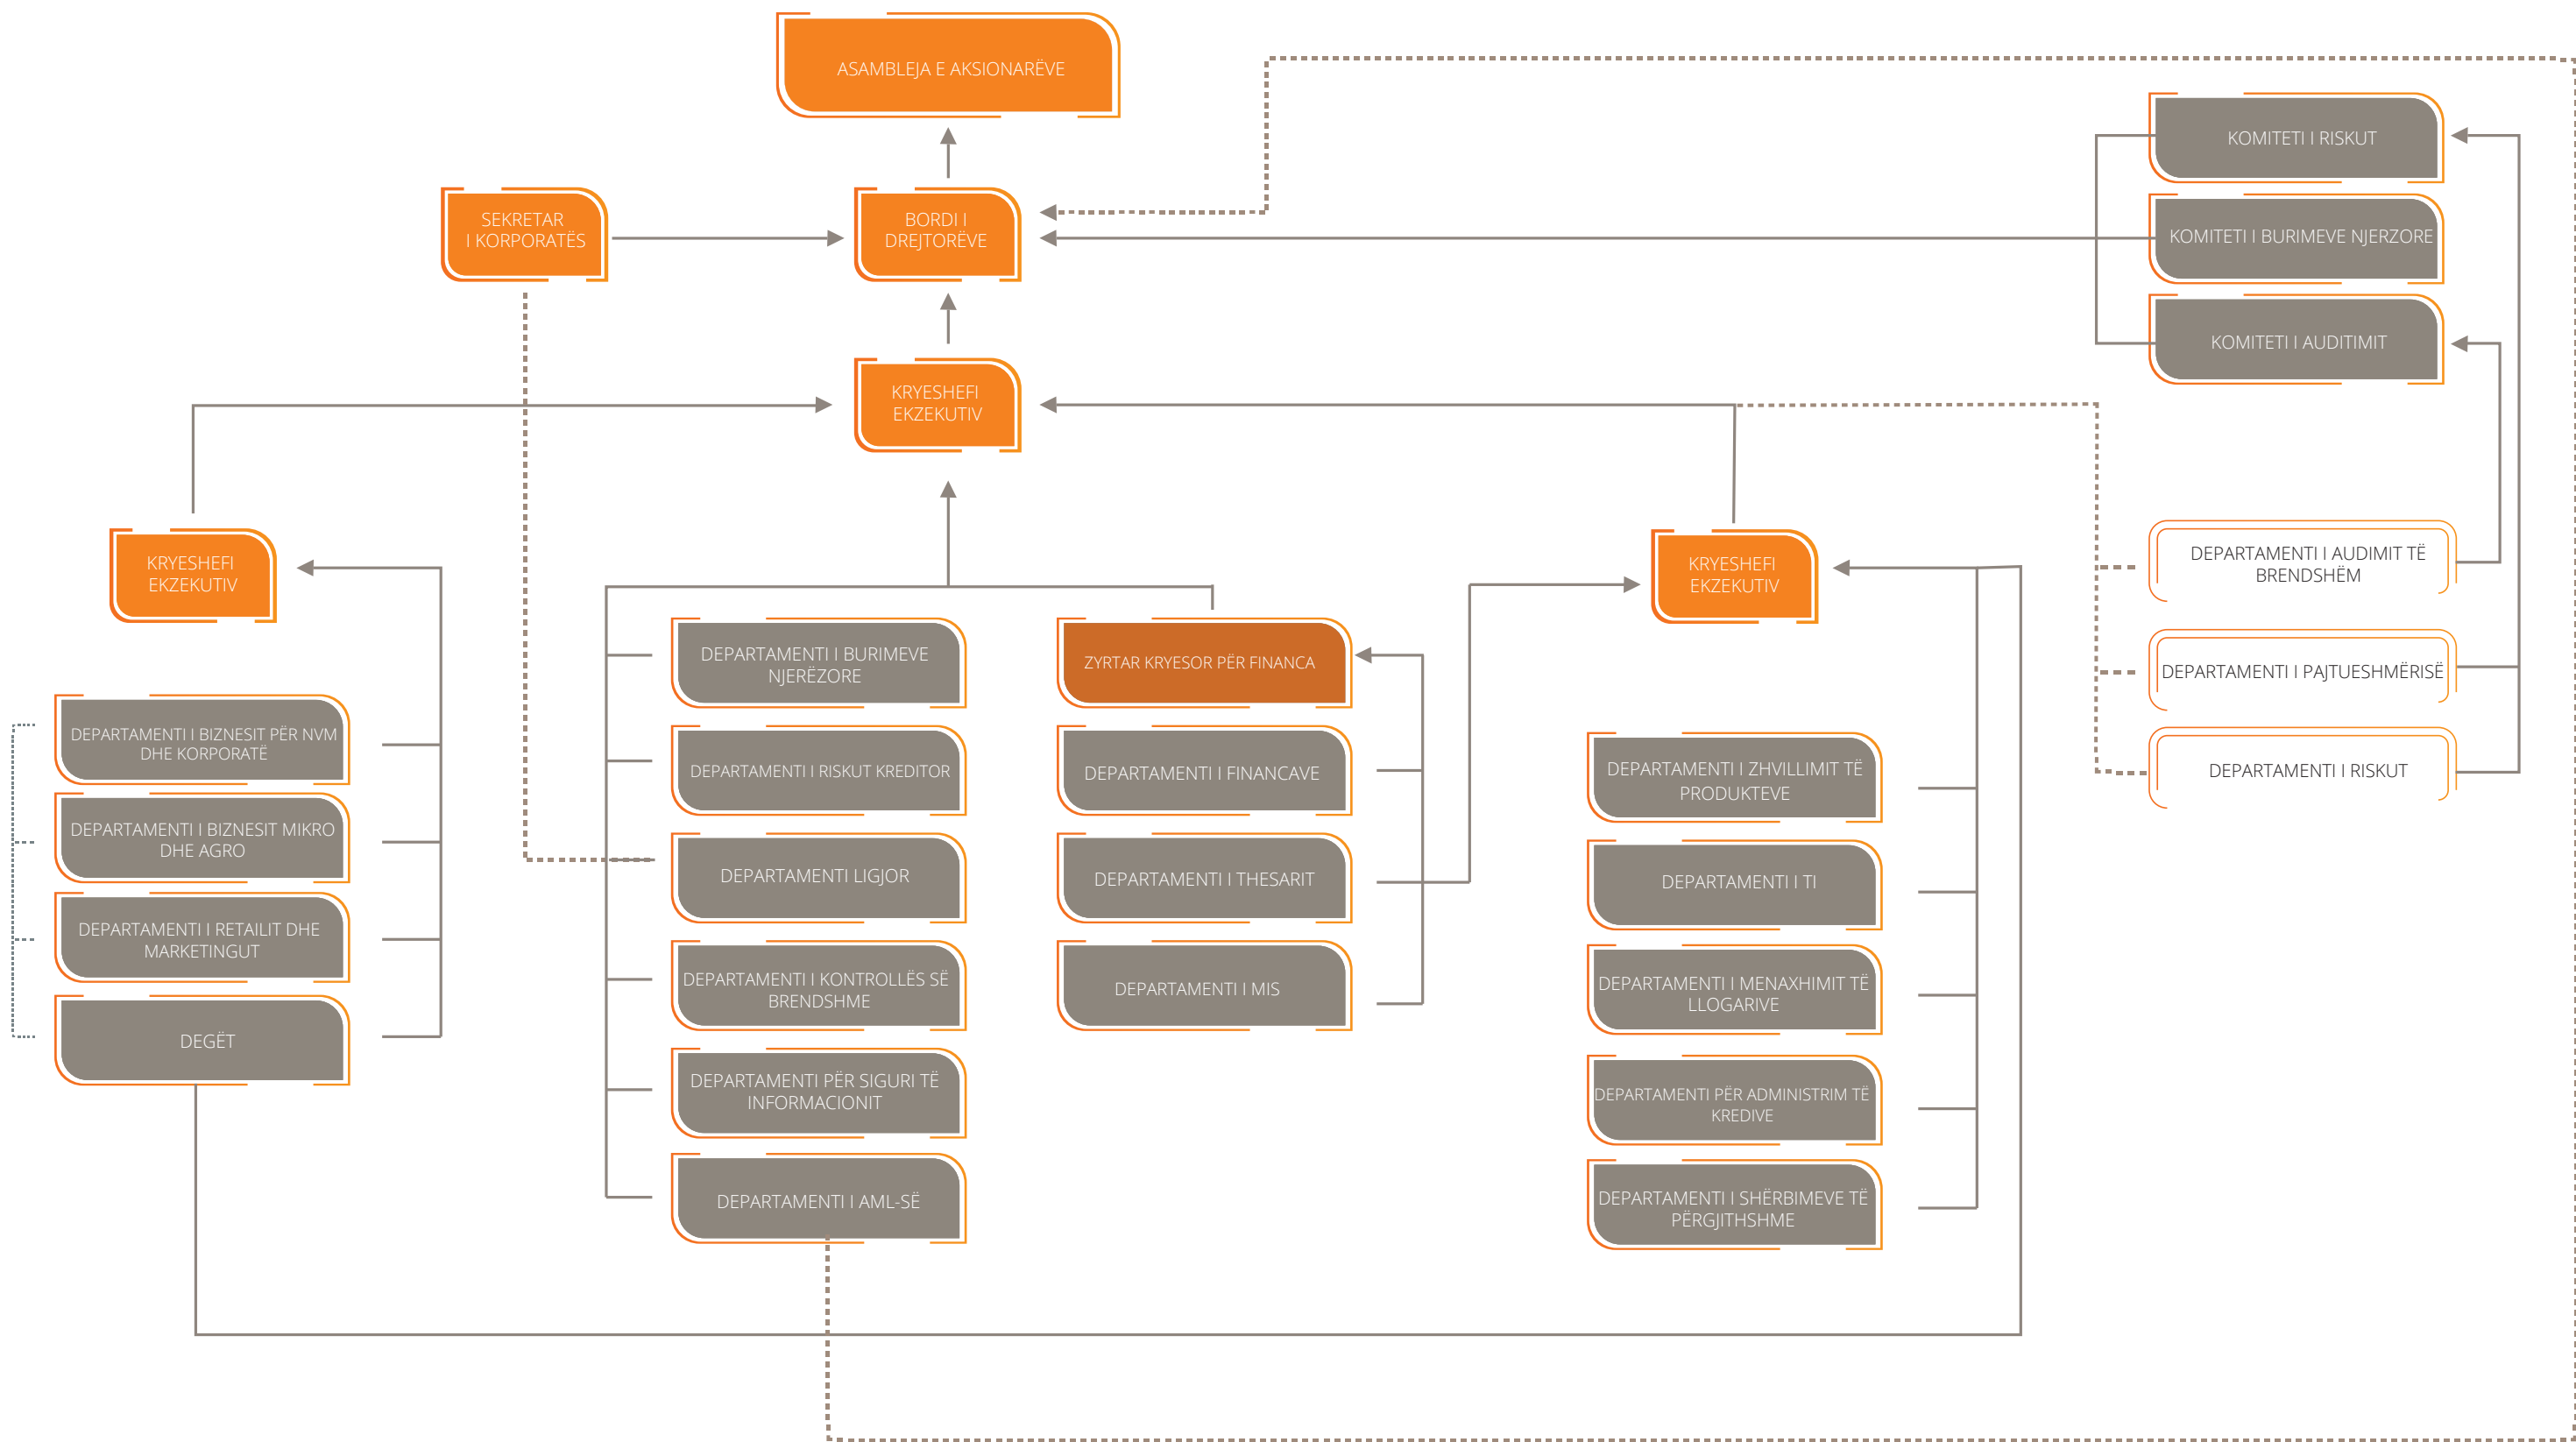 ASAMBLEJA E AKSIONARËVE
KOMITETI I RISKUT
SEKRETAR
I KORPORATËS
BORDI I
DREJTORËVE
KOMITETI I BURIMEVE NJERZORE
KOMITETI I AUDITIMIT
KRYESHEFI
EKZEKUTIV
KRYESHEFI
EKZEKUTIV
DEPARTAMENTI I BIZNESIT PËR NVM
DHE KORPORATË
DEPARTAMENTI I BIZNESIT MIKRO
DHE AGRO
DEPARTAMENTI I RETAILIT DHE
MARKETINGUT
DEGËT
DEPARTAMENTI I BURIMEVE
NJERËZORE
DEPARTAMENTI I RISKUT KREDITOR
DEPARTAMENTI LIGJOR
DEPARTAMENTI I KONTROLLËS SË
BRENDSHME
DEPARTAMENTI PËR SIGURI TË
INFORMACIONIT
DEPARTAMENTI I AML-SË
ZYRTAR KRYESOR PËR FINANCA
DEPARTAMENTI I FINANCAVE
DEPARTAMENTI I THESARIT
DEPARTAMENTI I MIS
KRYESHEFI
EKZEKUTIV
DEPARTAMENTI I ZHVILLIMIT TË
PRODUKTEVE
DEPARTAMENTI I TI
DEPARTAMENTI I MENAXHIMIT TË
LLOGARIVE
DEPARTAMENTI PËR ADMINISTRIM TË
KREDIVE
DEPARTAMENTI I SHËRBIMEVE TË
PËRGJITHSHME
DEPARTAMENTI I AUDIMIT TË
BRENDSHËM
DEPARTAMENTI I PAJTUESHMËRISË
DEPARTAMENTI I RISKUT